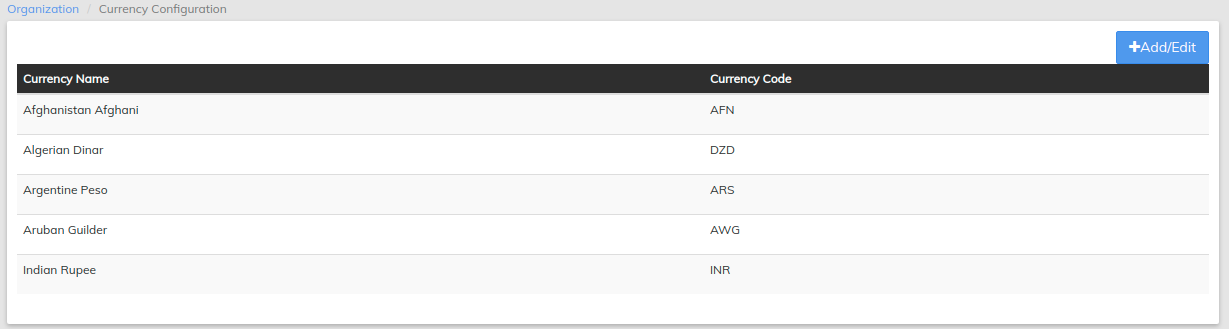 Organization / Currency Configuration
+Add/Edit
Currency Name Currency Code
Afghanistan Afghani AFN
Algerian Dinar DZD
Argentine Peso ARS
Aruban Guilder AWG
Indian Rupee INR